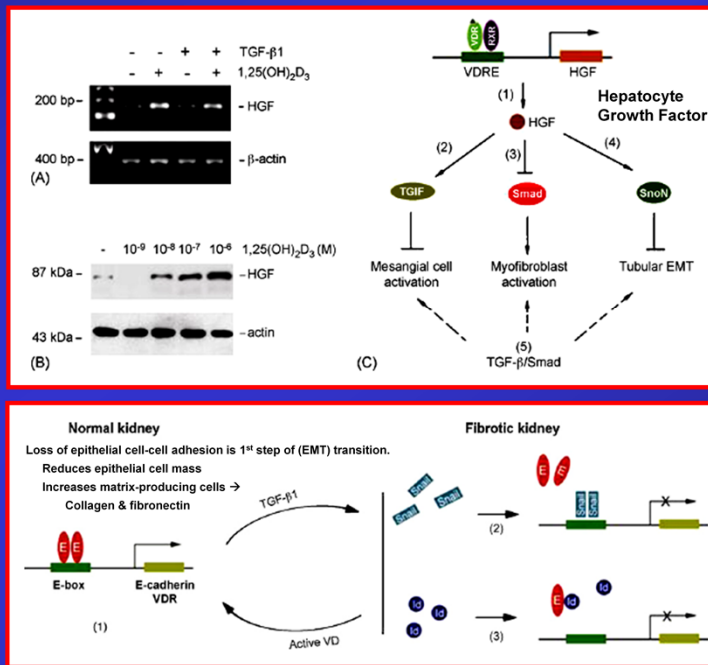 - - + + TGF-β1
- + - + 1,25(OH)₂D₃
200 bp –
-HGF
400 bp –
-β-actin
(A)
- 10⁻⁹ 10⁻⁸ 10⁻⁷ 10⁻⁶ 1,25(OH)₂D₃(M)
87 kDa –
-HGF
43 kDa –
-actin
(B)
VDR RXR
VDRE HGF
(1)
HGF
Hepatocyte
Growth Factor
(2) (3) (4)
TGIF Smad SnoN
Mesangial cell
activation
Myofibroblast
activation
Tubular EMT
(5)
TGF-β/Smad
(C)
Normal kidney
Fibrotic kidney
Loss of epithelial cell-cell adhesion is 1st step of (EMT) transition.
Reduces epithelial cell mass
Increases matrix-producing cells →
Collagen & fibronectin
E E
E-box
E-cadherin
VDR
(1)
TGF-β1
Active VD
Snail
Snail
Snail
(2)
E E
Snail Snail
X
Id
Id
Id
(3)
E Id Id
X